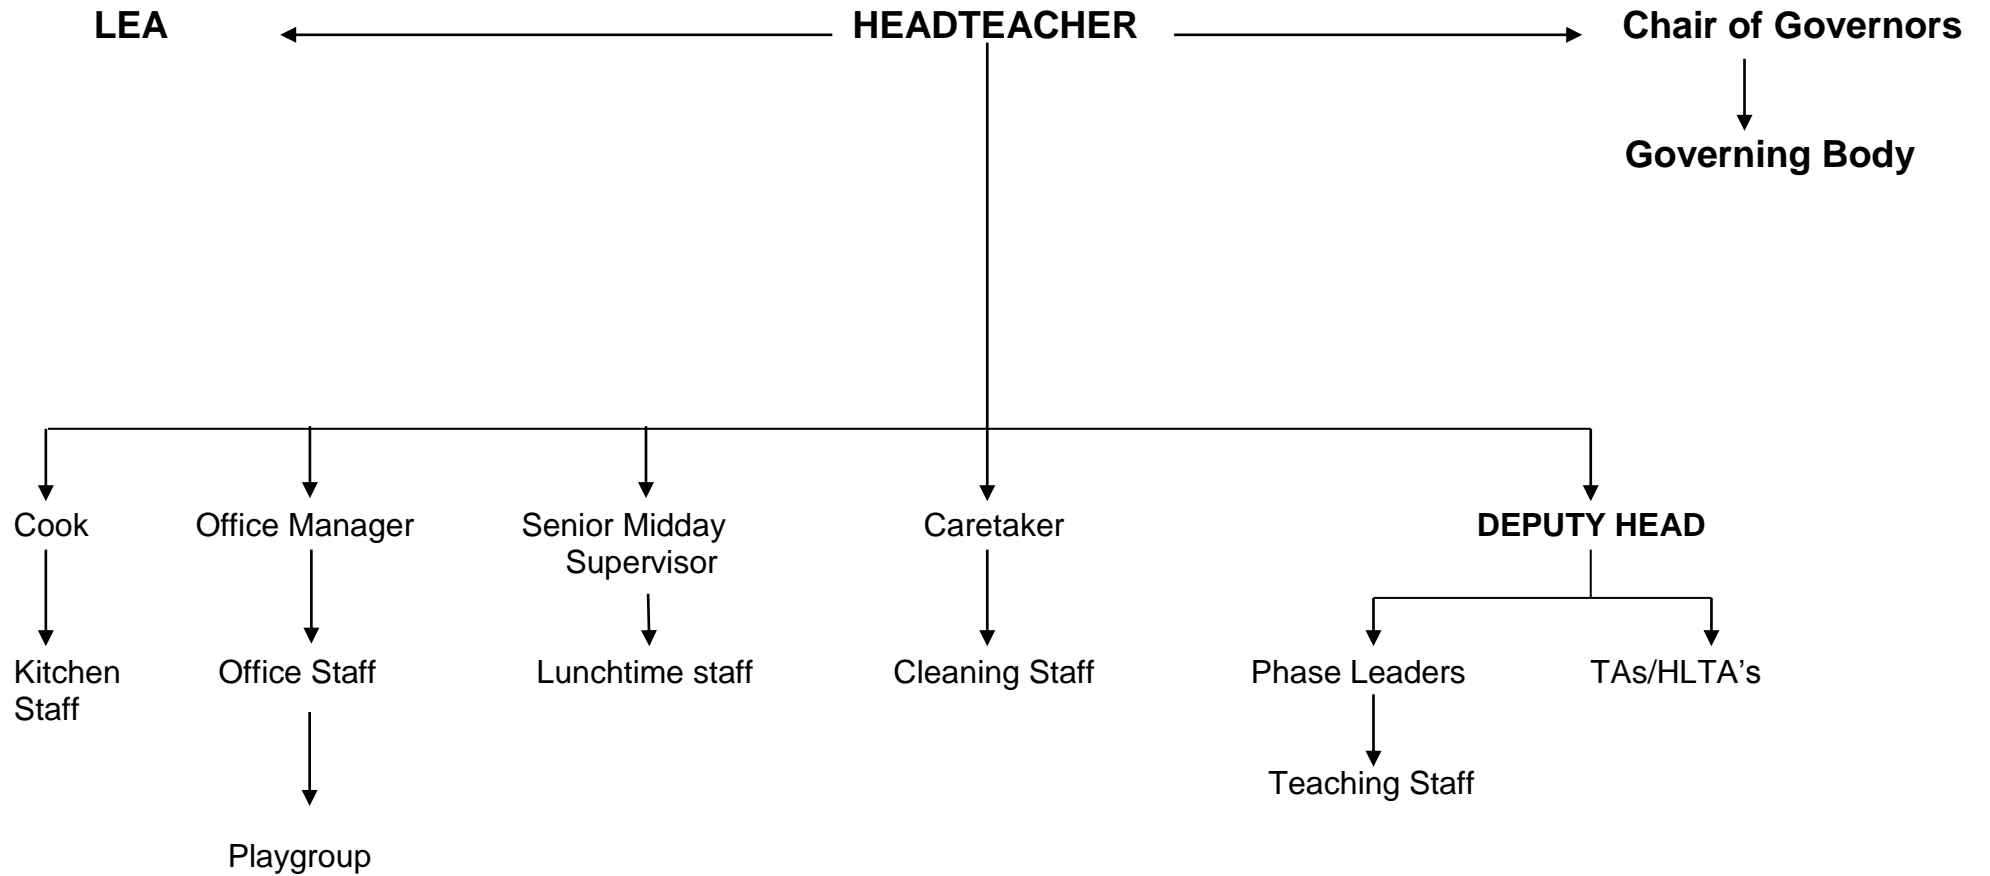 LEA
HEADTEACHER
Chair of Governors
Governing Body
Cook
Office Manager
Senior Midday
Supervisor
Caretaker
DEPUTY HEAD
Kitchen
Staff
Office Staff
Lunchtime staff
Cleaning Staff
Phase Leaders
TAs/HLTA’s
Teaching Staff
Playgroup